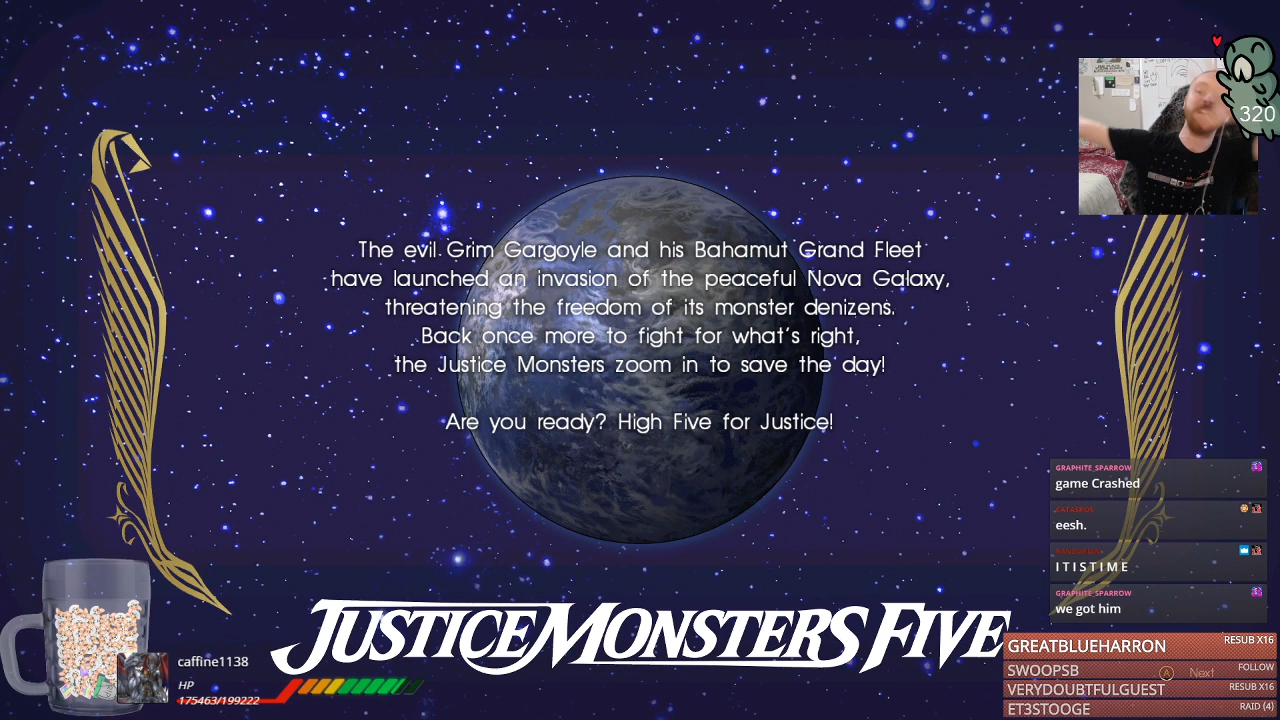 320
The evil Grim Gargoyle and his Bahamut Grand Fleet
have launched an invasion of the peaceful Nova Galaxy,
threatening the freedom of its monster denizens.
Back once more to fight for what's right,
the Justice Monsters zoom in to save the day!
Are you ready? High Five for Justice!
GRAPHITE_SPARROW
game Crashed
eesh.
I T I S T I M E
GRAPHITE_SPARROW
we got him
JUSTICE MONSTERS FIVE
caffine1138
HP
175463/199222
GREATBLUEHARRON RESUB X16
SWOOPSB FOLLOW
A Next
VERYDOUBTFULGUEST RESUB X16
ET3STOOGE RAID (4)